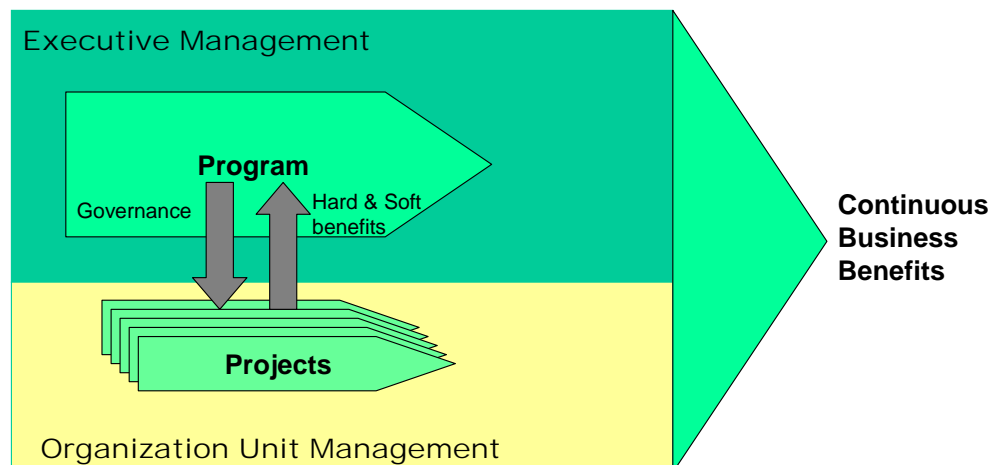 Executive Management
Program
Governance
Hard & Soft
benefits
Continuous
Business
Benefits
Projects
Organization Unit Management